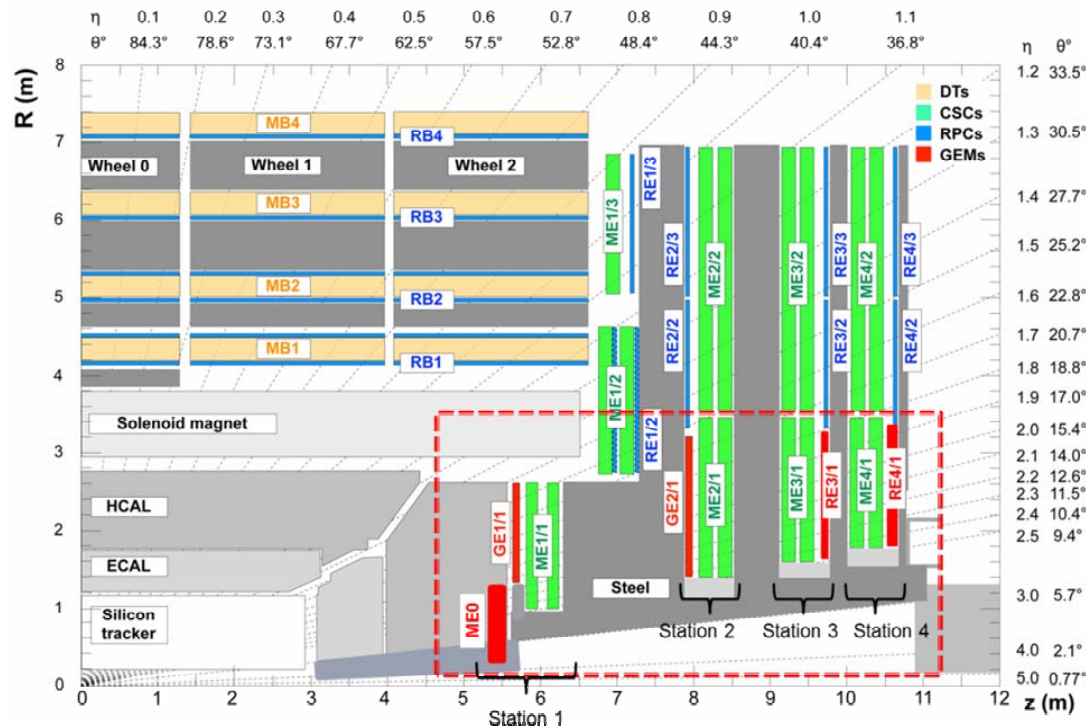 η 0.1 0.2 0.3 0.4 0.5 0.6 0.7 0.8 0.9 1.0 1.1
θ° 84.3° 78.6° 73.1° 67.7° 62.5° 57.5° 52.8° 48.4° 44.3° 40.4° 36.8° η θ°
R (m)
8
7
6
5
4
3
2
1
0
1.2 33.5°
1.3 30.5°
1.4 27.7°
1.5 25.2°
1.6 22.8°
1.7 20.7°
1.8 18.8°
1.9 17.0°
2.0 15.4°
2.1 14.0°
2.2 12.6°
2.3 11.5°
2.4 10.4°
2.5 9.4°
3.0 5.7°
4.0 2.1°
5.0 0.77°
DTs
CSCs
RPCs
GEMs
MB4
RB4
Wheel 0
Wheel 1
Wheel 2
MB3
RB3
MB2
RB2
MB1
RB1
Solenoid magnet
HCAL
ECAL
Silicon
tracker
Steel
ME0
GE1/1
ME1/1
ME1/2
RE1/2
ME1/3
RE1/3
RE2/3
RE2/2
GE2/1
ME2/2
ME2/1
ME3/2
ME3/1
RE3/3
RE3/2
RE3/1
ME4/2
ME4/1
RE4/3
RE4/2
RE4/1
Station 2
Station 3
Station 4
Station 1
0 1 2 3 4 5 6 7 8 9 10 11 12
z (m)